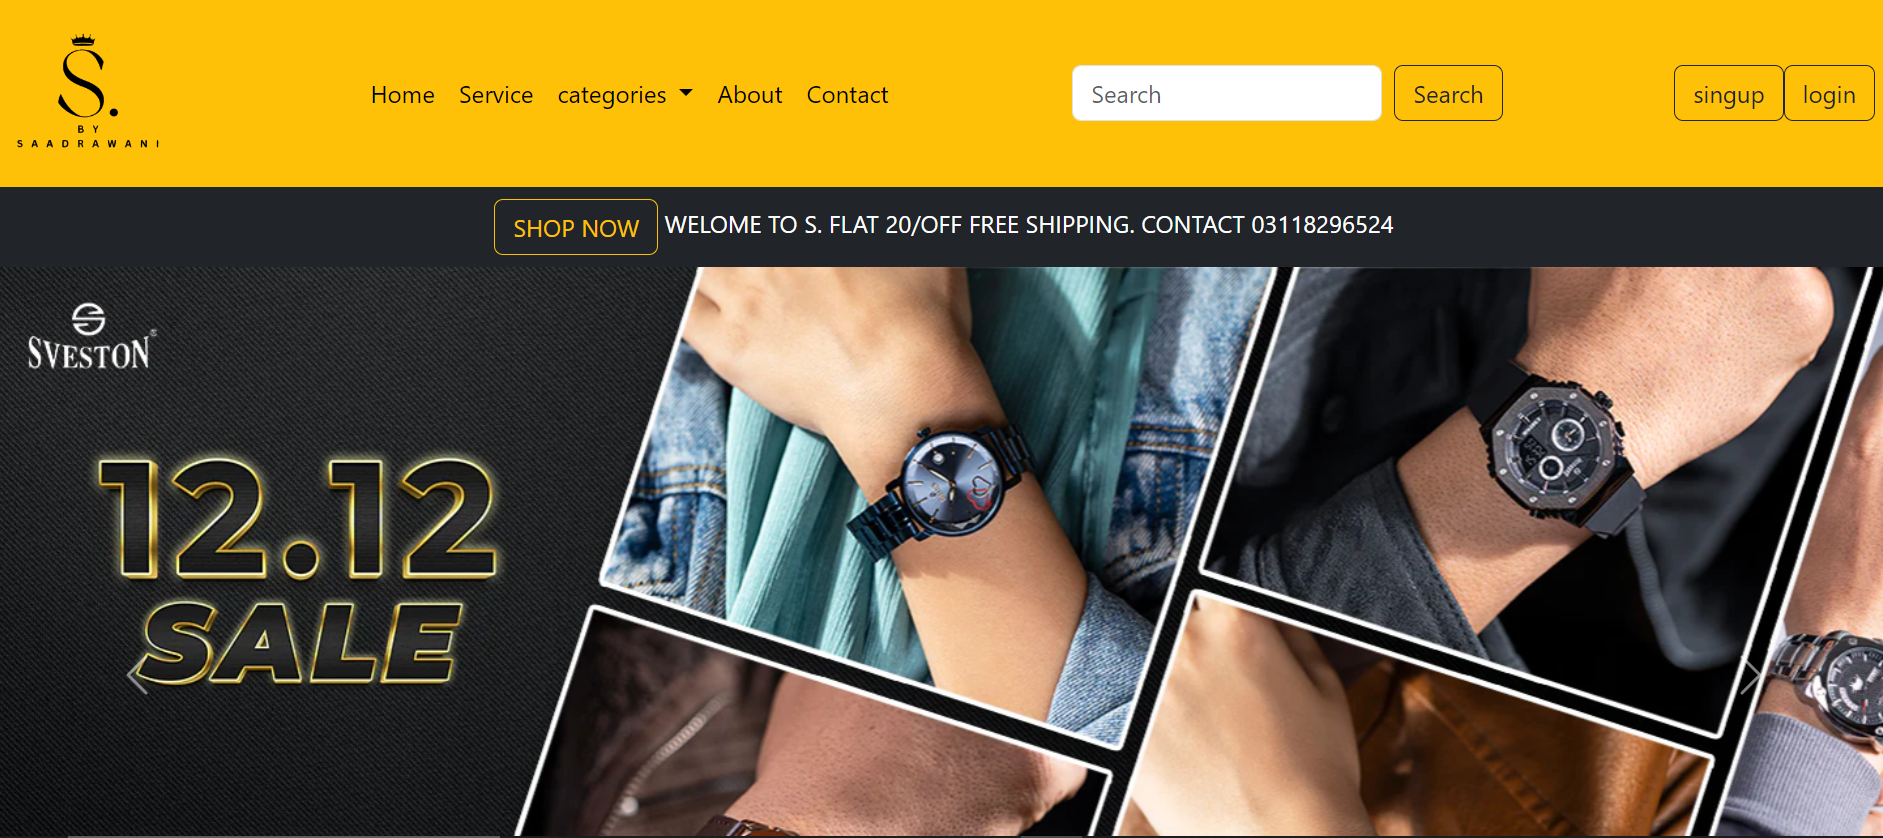 S.
BY
SAADRAWANI
Home Service categories About Contact
Search
Search
singup
login
SHOP NOW WELOME TO S. FLAT 20/OFF FREE SHIPPING. CONTACT 03118296524
SVESTON®
12.12
SALE